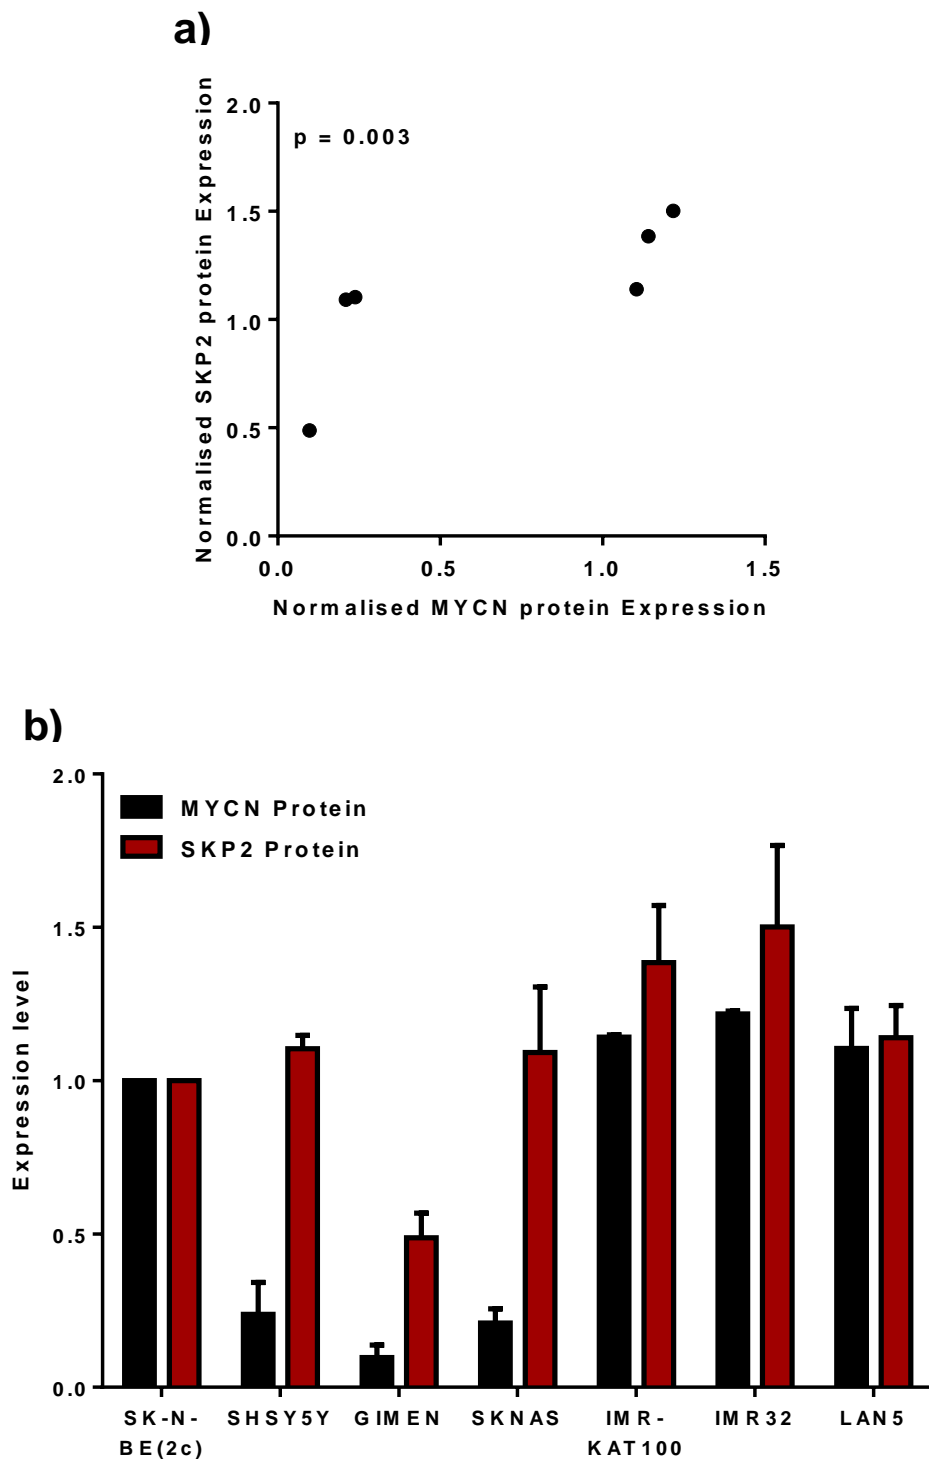 a)
Normalised SKP2 protein Expression
2.0
p = 0.003
1.5
1.0
0.5
0.0
0.0 0.5 1.0 1.5
Normalised MYCN protein Expression
b)
Expression level
2.0
MYCN Protein
SKP2 Protein
1.5
1.0
0.5
0.0
SK-N- SHSY5Y GIMEN SKNAS IMR- IMR32 LAN5
BE(2c) KAT100